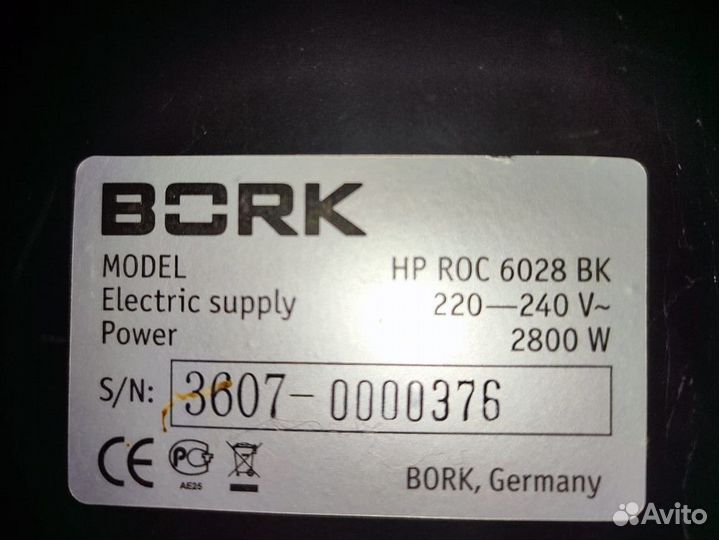 BORK
MODEL HP ROC 6028 BK
Electric supply 220—240 V~
Power 2800 W
S/N: 3607-0000376
CE PC AE25
BORK, Germany
Avito